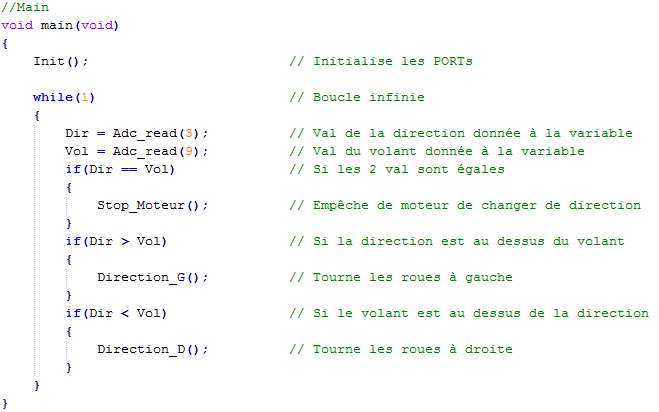 //Main
void main(void)
{
    Init();                         // Initialise les PORTs
    while(1)                        // Boucle infinie
    {
        Dir = Adc_read(3);          // Val de la direction donnée à la variable
        Vol = Adc_read(9);          // Val du volant donnée à la variable
        if(Dir == Vol)              // Si les 2 val sont égales
        {
            Stop_Moteur();          // Empêche de moteur de changer de direction
        }
        if(Dir > Vol)               // Si la direction est au dessus du volant
        {
            Direction_G();          // Tourne les roues à gauche
        }
        if(Dir < Vol)               // Si le volant est au dessus de la direction
        {
            Direction_D();          // Tourne les roues à droite
        }
    }
}